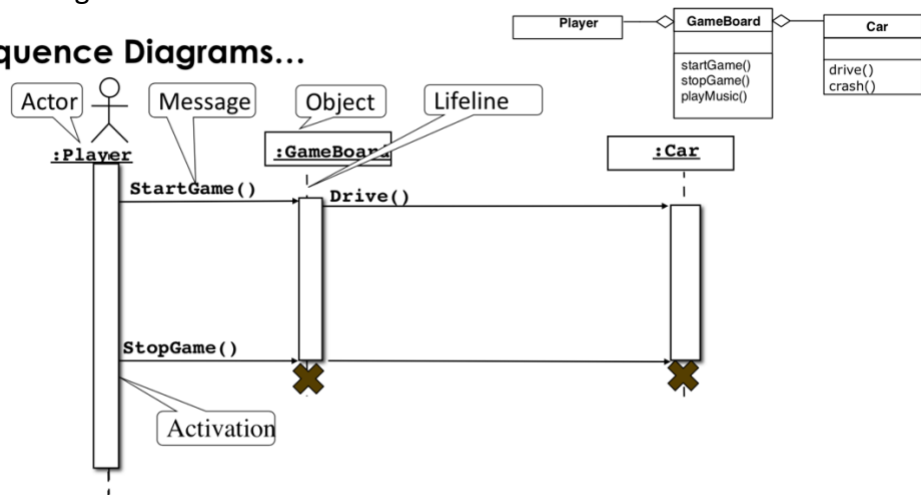 Player
GameBoard
Car
startGame()
stopGame()
playMusic()
drive()
crash()
quence Diagrams...
Actor
Message
Object
Lifeline
:Player
:GameBoard
:Car
StartGame()
Drive()
StopGame()
Activation